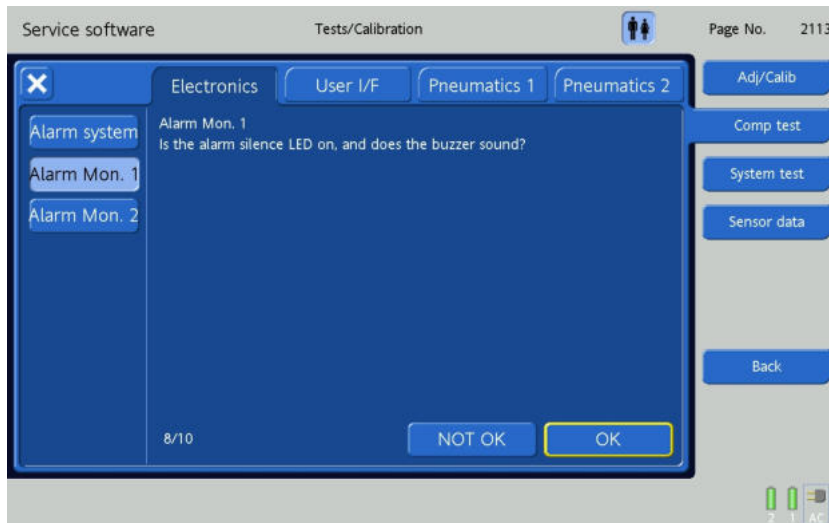 Service software
Tests/Calibration
Page No. 2113
Electronics
User I/F
Pneumatics 1
Pneumatics 2
Adj/Calib
Alarm system
Alarm Mon. 1
Alarm Mon. 2
Alarm Mon. 1
Is the alarm silence LED on, and does the buzzer sound?
Comp test
System test
Sensor data
Back
8/10
NOT OK
OK
2 1 AC